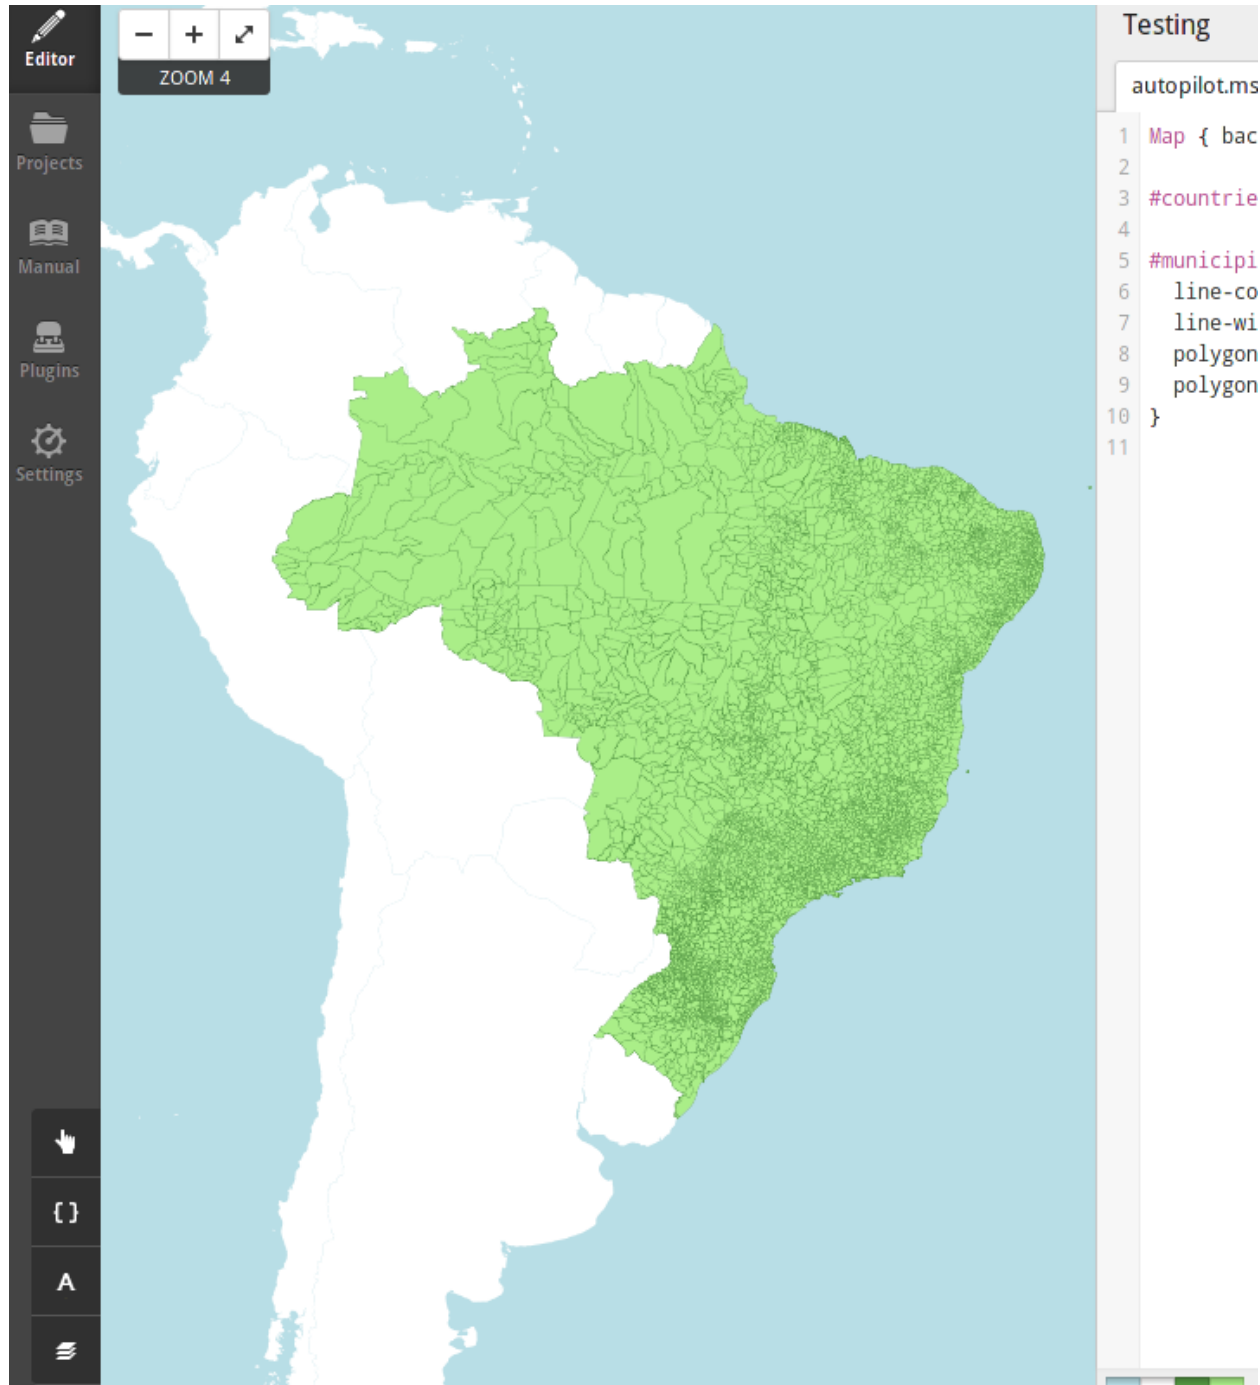 Editor
Projects
Manual
Plugins
Settings
ZOOM 4
A
Testing
autopilot.ms
1 Map { bac
2
3 #countrie
4
5 #municipi
6 line-co
7 line-wi
8 polygon
9 polygon
10 }
11